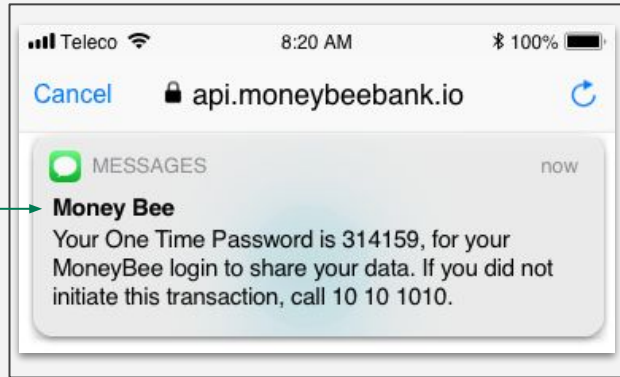 Teleco 8:20 AM 100%
Cancel api.moneybeebank.io
MESSAGES now
Money Bee
Your One Time Password is 314159, for your
MoneyBee login to share your data. If you did not
initiate this transaction, call 10 10 1010.